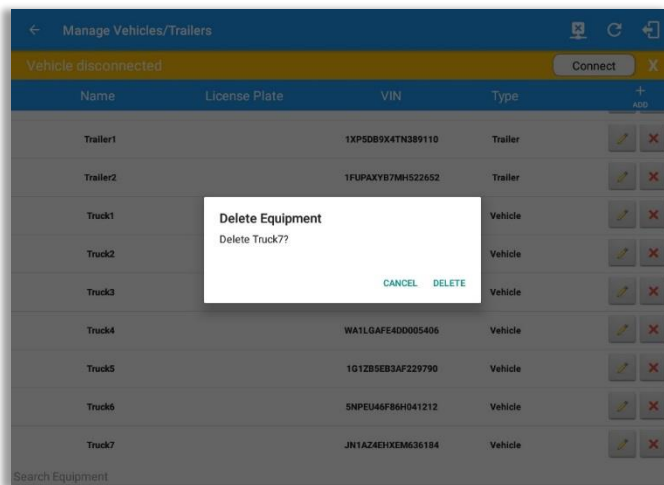 Manage Vehicles/Trailers
Vehicle disconnected Connect X
Name License Plate VIN Type + ADD
Trailer1 1XP5DB9X4TN389110 Trailer
Trailer2 1FUPAXYB7MH522652 Trailer
Truck1 Vehicle
Delete Equipment
Delete Truck7?
Truck2 Vehicle
CANCEL DELETE
Truck3 Vehicle
Truck4 WA1LGAFE4DD005406 Vehicle
Truck5 1G1ZB5EB3AF229790 Vehicle
Truck6 5NPEU46F86H041212 Vehicle
Truck7 JN1AZ4EHXEM636184 Vehicle
Search Equipment